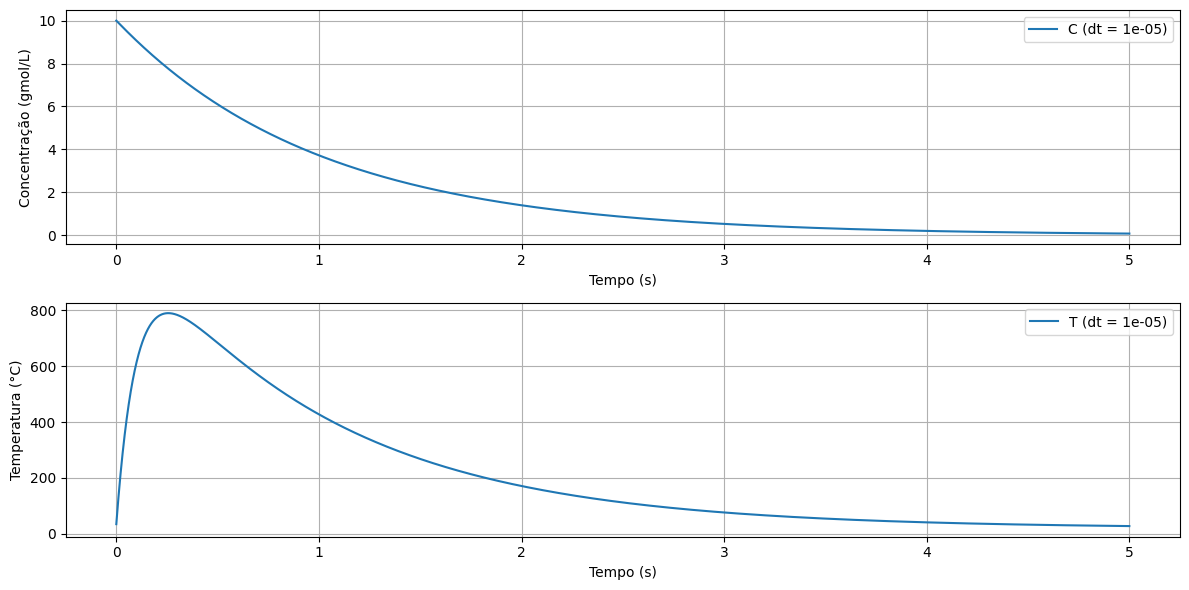 10
8
6
4
2
0
Concentração (gmol/L)
C (dt = 1e-05)
0 1 2 3 4 5
Tempo (s)
800
600
400
200
0
Temperatura (°C)
T (dt = 1e-05)
0 1 2 3 4 5
Tempo (s)